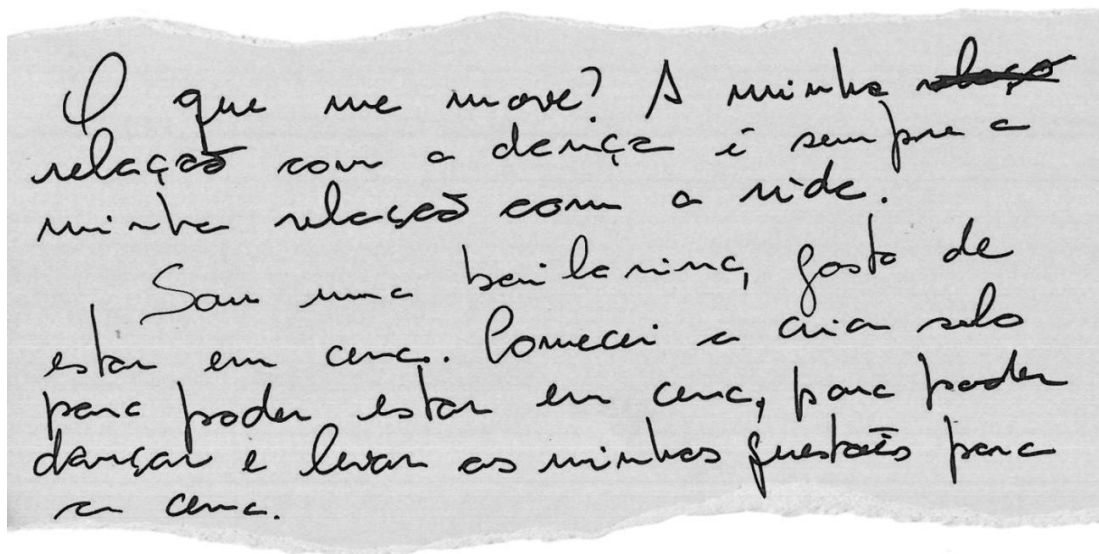 O que me move? A minha
relação com a dança é sempre a
minha relação com a vida.
Sou uma bailarina, gosto de
estar em cena. Comecei a criar solo
para poder estar em cena, para poder
dançar e levar as minhas questões para
a cena.